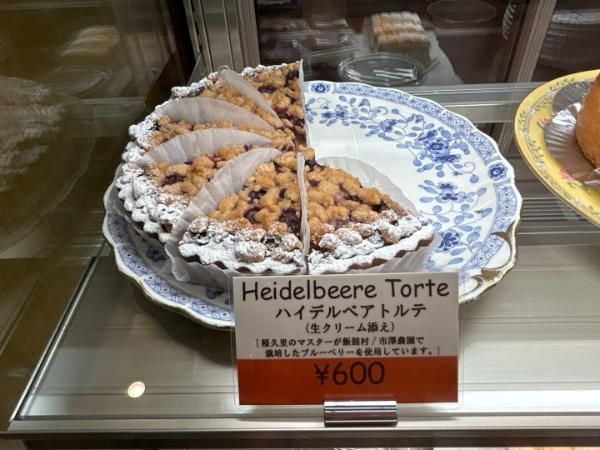 Heidelbeere Torte
ハイデルベアトルテ
(生クリーム添え)
[椏久里のマスターが飯舘村/市澤農園で
栽培したブルーベリーを使用しています。]
¥600